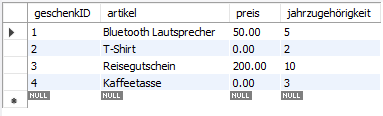 geschenkID artikel preis jahrzugehörigkeit
1 Bluetooth Lautsprecher 50.00 5
2 T-Shirt 0.00 2
3 Reisegutschein 200.00 10
4 Kaffeetasse 0.00 3
NULL NULL NULL NULL